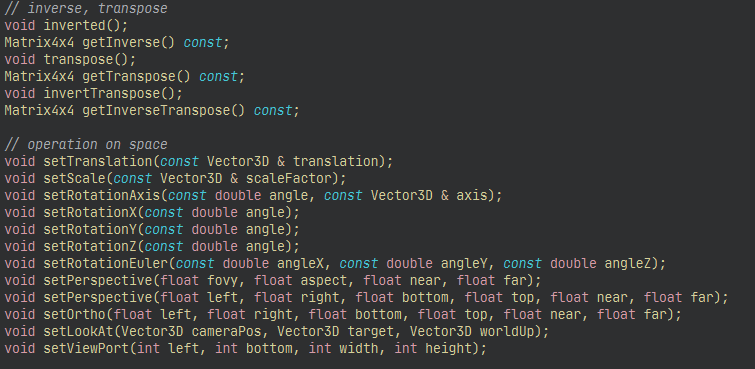 // inverse, transpose
void inverted();
Matrix4x4 getInverse() const;
void transpose();
Matrix4x4 getTranspose() const;
void invertTranspose();
Matrix4x4 getInverseTranspose() const;
// operation on space
void setTranslation(const Vector3D & translation);
void setScale(const Vector3D & scaleFactor);
void setRotationAxis(const double angle, const Vector3D & axis);
void setRotationX(const double angle);
void setRotationY(const double angle);
void setRotationZ(const double angle);
void setRotationEuler(const double angleX, const double angleY, const double angleZ);
void setPerspective(float fovy, float aspect, float near, float far);
void setPerspective(float left, float right, float bottom, float top, float near, float far);
void setOrtho(float left, float right, float bottom, float top, float near, float far);
void setLookAt(Vector3D cameraPos, Vector3D target, Vector3D worldUp);
void setViewPort(int left, int bottom, int width, int height);